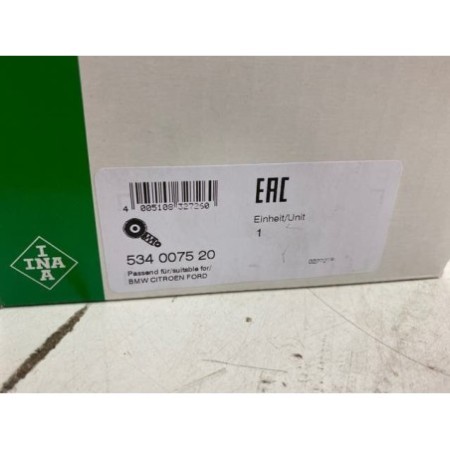 EAC
4 005108 327260
Einheit/Unit
1
534 0075 20
Passend für/suitable for/
BMW CITROEN FORD
I
INA
A